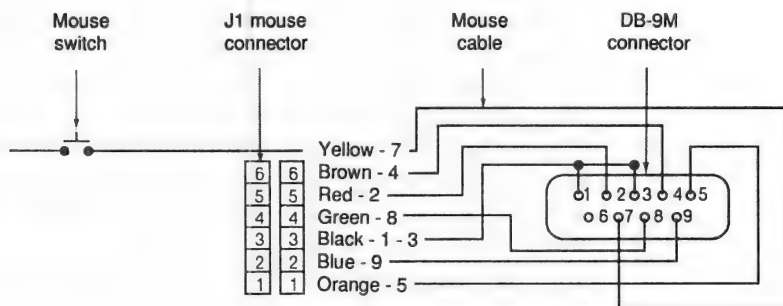 Mouse
switch
J1 mouse
connector
Mouse
cable
DB-9M
connector
Yellow - 7
6 6 Brown - 4
5 5 Red - 2
4 4 Green - 8
3 3 Black - 1 - 3
2 2 Blue - 9
1 1 Orange - 5
1 2 3 4 5
6 7 8 9